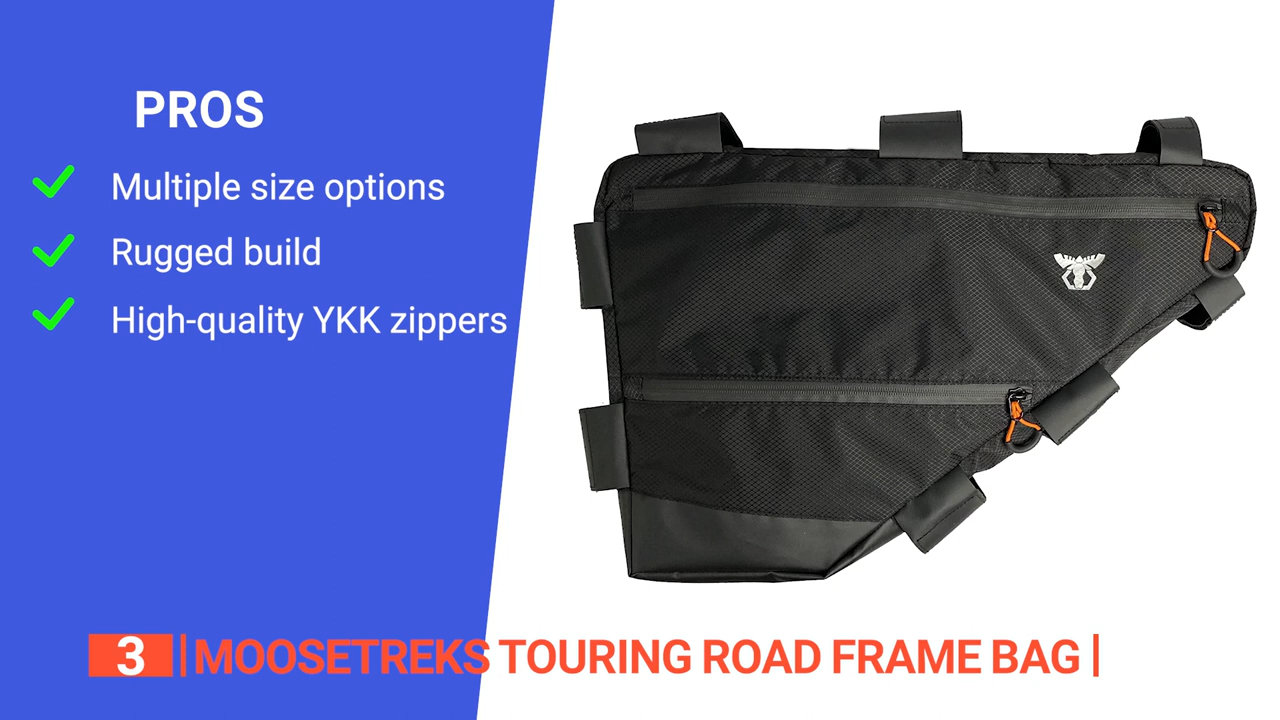 PROS
Multiple size options
Rugged build
High-quality YKK zippers
3 | MOOSETREKS TOURING ROAD FRAME BAG |